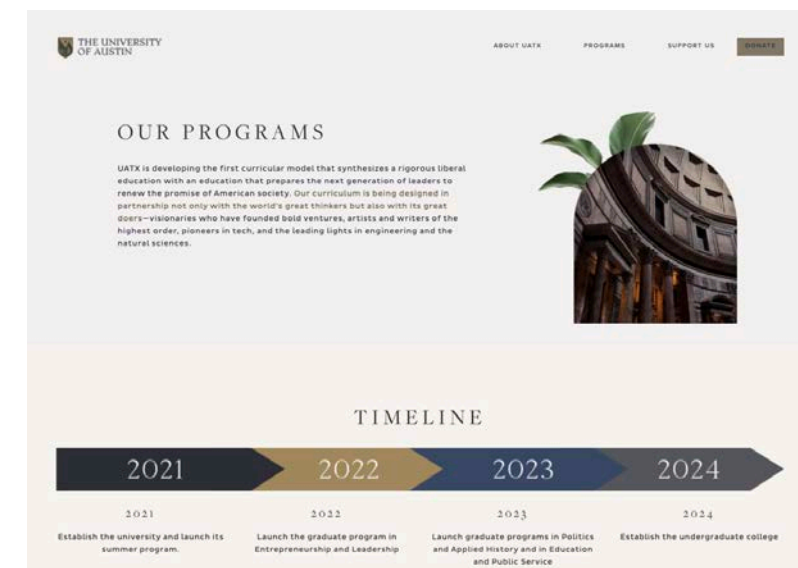 THE UNIVERSITY
OF AUSTIN
ABOUT UATX
PROGRAMS
SUPPORT US
DONATE
OUR PROGRAMS
UATX is developing the first curricular model that synthesizes a rigorous liberal
education with an education that prepares the next generation of leaders to
renew the promise of American society. Our curriculum is being designed in
partnership not only with the world's great thinkers but also with its great
doers—visionaries who have founded bold ventures, artists and writers of the
highest order, pioneers in tech, and the leading lights in engineering and the
natural sciences.
TIMELINE
2021
2022
2023
2024
2021
Establish the university and launch its
summer program.
2022
Launch the graduate program in
Entrepreneurship and Leadership
2023
Launch graduate programs in Politics
and Applied History and in Education
and Public Service
2024
Establish the undergraduate college